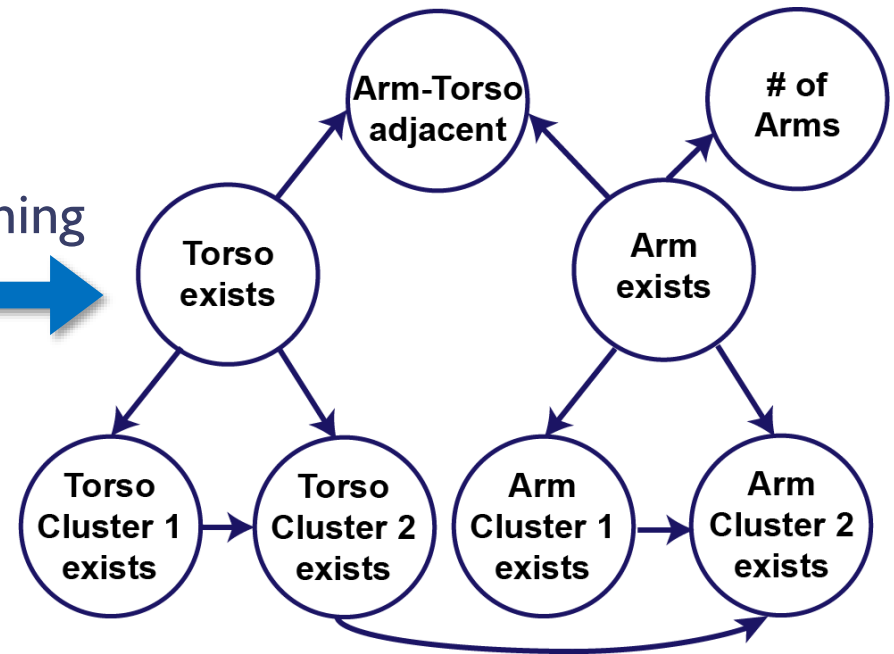 Arm-Torso
adjacent
# of
Arms
Torso
exists
Arm
exists
Torso
Cluster 1
exists
Torso
Cluster 2
exists
Arm
Cluster 1
exists
Arm
Cluster 2
exists